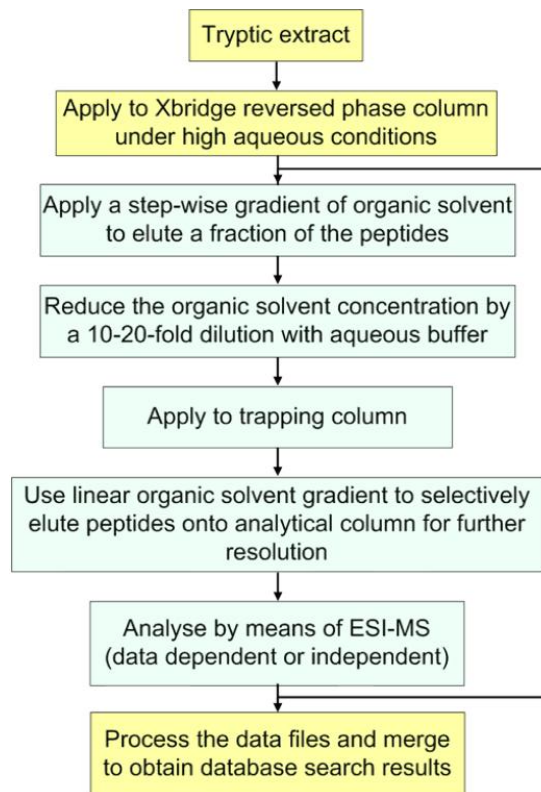 Tryptic extract
Apply to Xbridge reversed phase column
under high aqueous conditions
Apply a step-wise gradient of organic solvent
to elute a fraction of the peptides
Reduce the organic solvent concentration by
a 10-20-fold dilution with aqueous buffer
Apply to trapping column
Use linear organic solvent gradient to selectively
elute peptides onto analytical column for further
resolution
Analyse by means of ESI-MS
(data dependent or independent)
Process the data files and merge
to obtain database search results